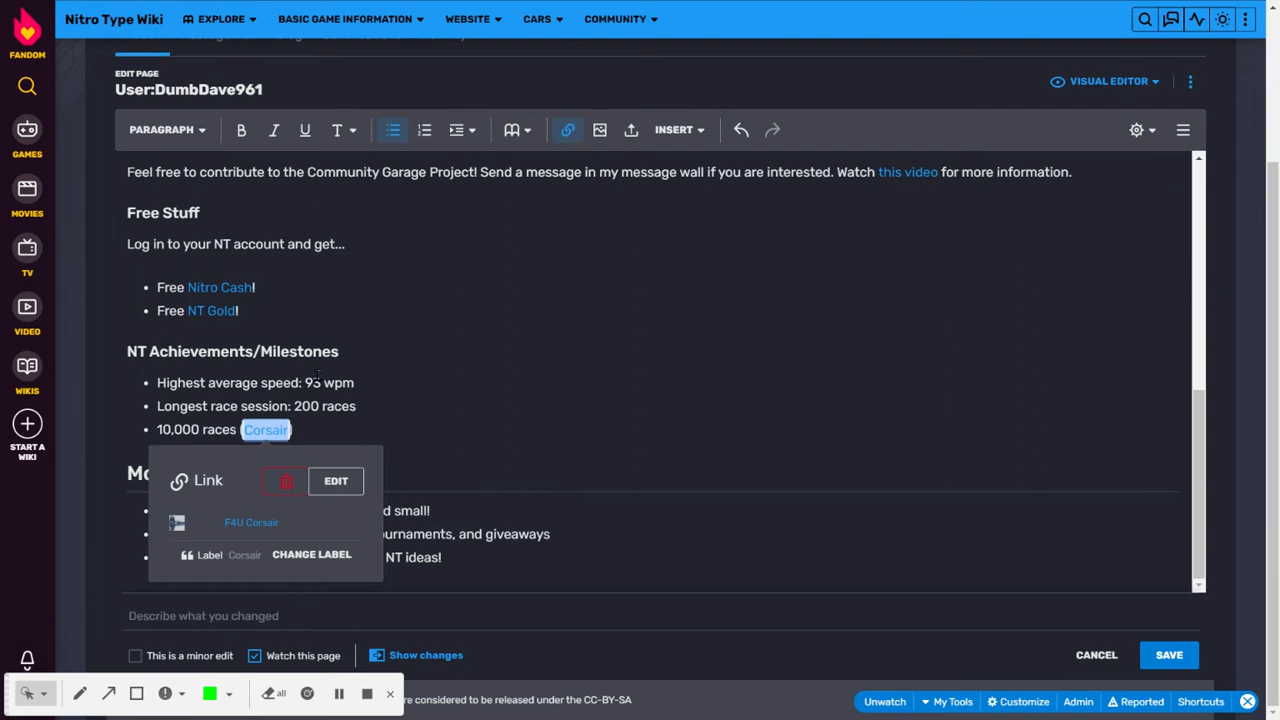 Nitro Type Wiki
EXPLORE
BASIC GAME INFORMATION
WEBSITE
CARS
COMMUNITY
FANDOM
GAMES
MOVIES
TV
VIDEO
WIKIS
START A
WIKI
EDIT PAGE
User:DumbDave961
VISUAL EDITOR
PARAGRAPH
B
I
U
T
INSERT
Feel free to contribute to the Community Garage Project! Send a message in my message wall if you are interested. Watch this video for more information.
Free Stuff
Log in to your NT account and get...
• Free Nitro Cash!
• Free NT Gold!
NT Achievements/Milestones
• Highest average speed: 93 wpm
• Longest race session: 200 races
• 10,000 races (Corsair)
Link
EDIT
F4U Corsair
Label Corsair CHANGE LABEL
d small!
urnaments, and giveaways
NT ideas!
Describe what you changed
This is a minor edit
Watch this page
Show changes
CANCEL
SAVE
all
re considered to be released under the CC-BY-SA
Unwatch
My Tools
Customize
Admin
Reported
Shortcuts